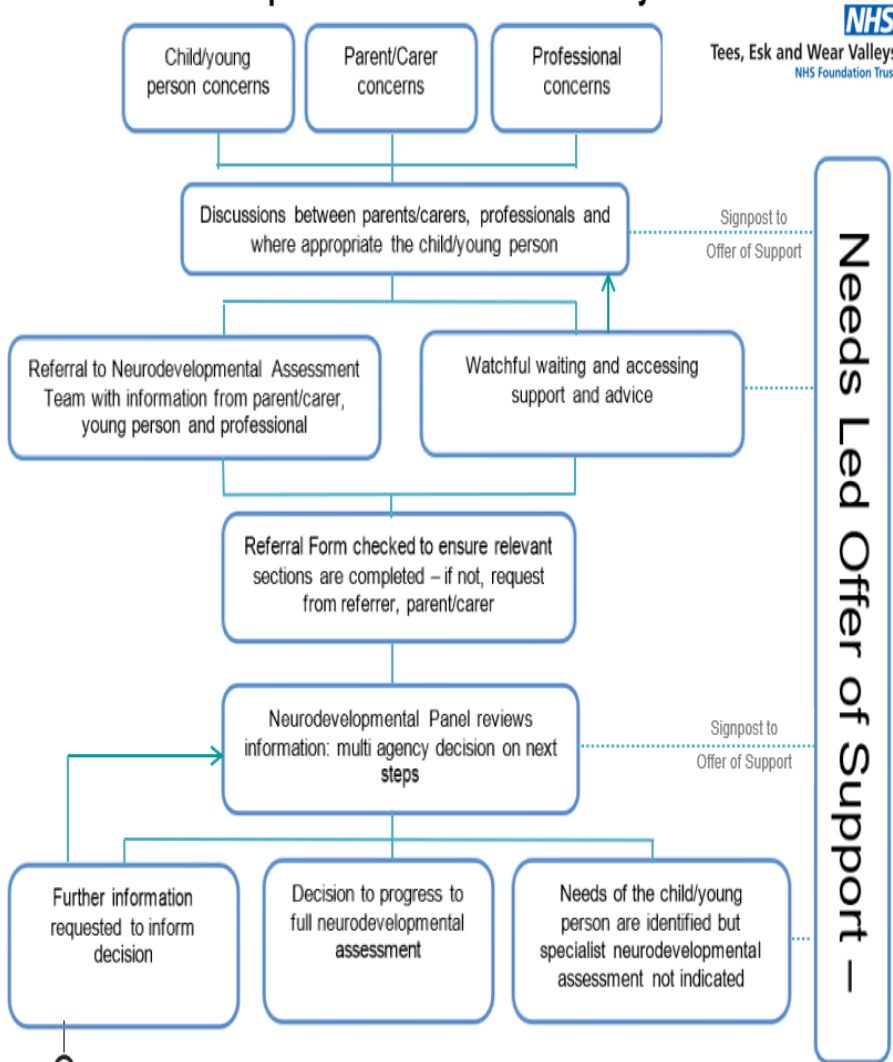 NHS
Tees, Esk and Wear Valleys
NHS Foundation Trus
Child/young
person concerns
Parent/Carer
concerns
Professional
concerns
Discussions between parents/carers, professionals and
where appropriate the child/young person
Signpost to
Offer of Support
Referral to Neurodevelopmental Assessment
Team with information from parent/carer,
young person and professional
Watchful waiting and accessing
support and advice
Referral Form checked to ensure relevant
sections are completed – if not, request
from referrer, parent/carer
Neurodevelopmental Panel reviews
information: multi agency decision on next
steps
Signpost to
Offer of Support
Further information
requested to inform
decision
Decision to progress to
full neurodevelopmental
assessment
Needs of the child/young
person are identified but
specialist neurodevelopmental
assessment not indicated
Needs Led Offer of Support –